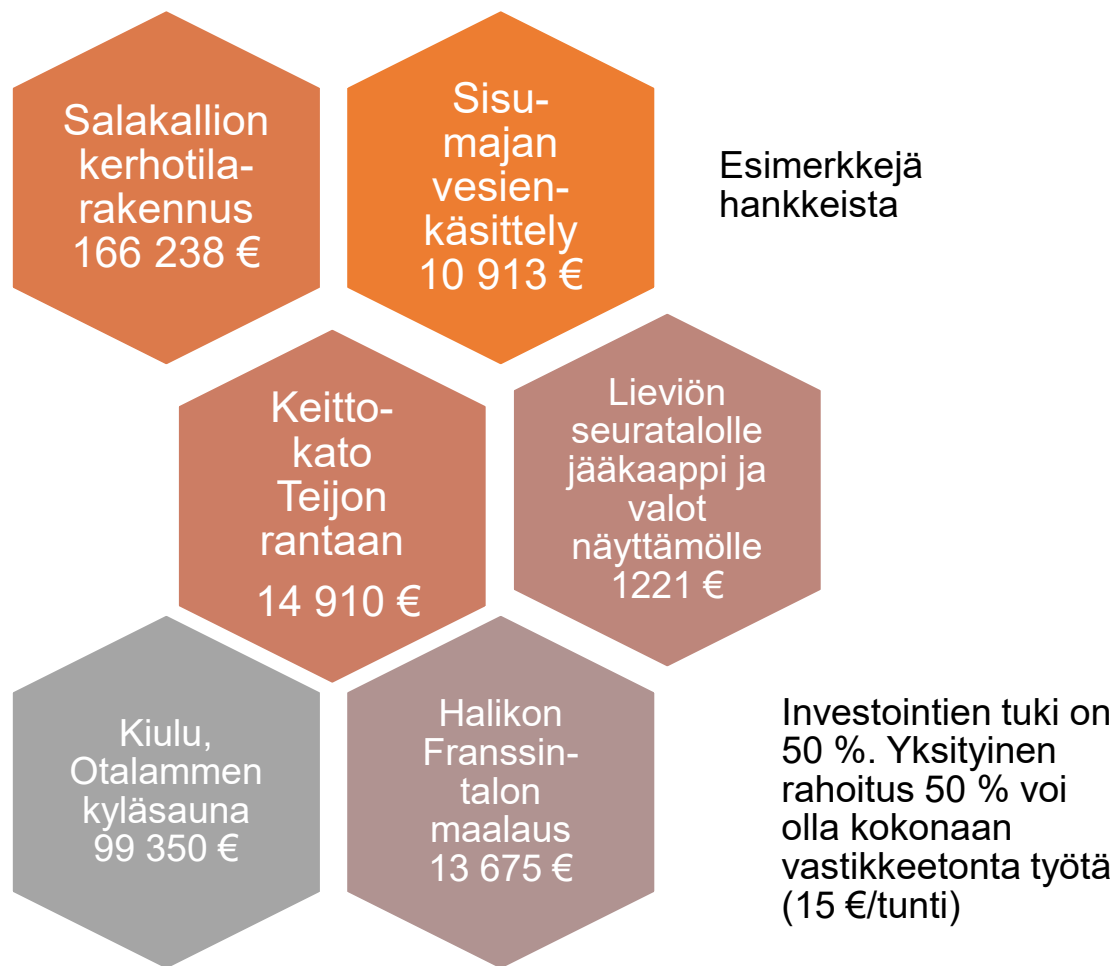 Salakallion
kerhotila-
rakennus
166 238 €
Sisu-
majan
vesien-
käsittely
10 913 €
Esimerkkejä
hankkeista
Keitto-
kato
Teijon
rantaan
14 910 €
Lieviön
seuratalolle
jääkaappi ja
valot
näyttämölle
1221 €
Kiulu,
Otalammen
kyläsauna
99 350 €
Halikon
Franssin-
talon
maalaus
13 675 €
Investointien tuki on
50 %. Yksityinen
rahoitus 50 % voi
olla kokonaan
vastikkeetonta työtä
(15 €/tunti)